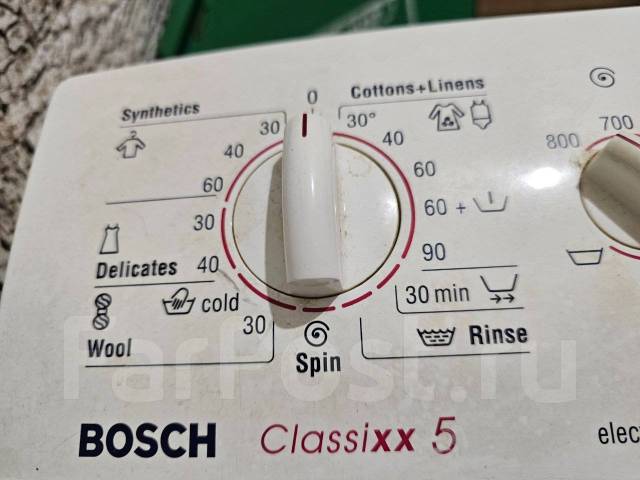 0
Synthetics
30
40
60
30
Delicates 40
cold
Wool 30
Spin
Cottons+Linens
30°
40
60
60 +
90
30 min
Rinse
700
800
BOSCH Classixx 5
elec
FarPost.ru